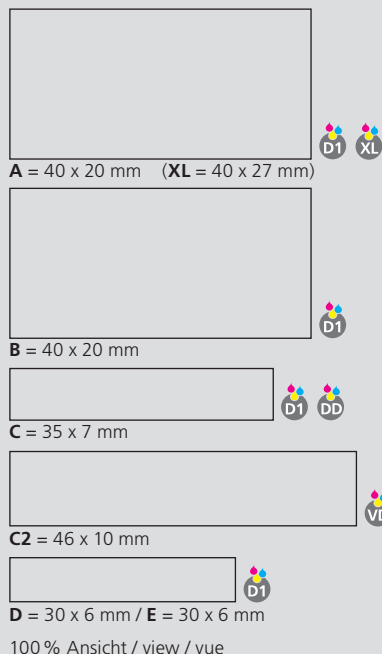 D1 XL
A = 40 x 20 mm (XL = 40 x 27 mm)
D1
B = 40 x 20 mm
D1 DD
C = 35 x 7 mm
C2 = 46 x 10 mm
D1
D = 30 x 6 mm / E = 30 x 6 mm
100 % Ansicht / view / vue